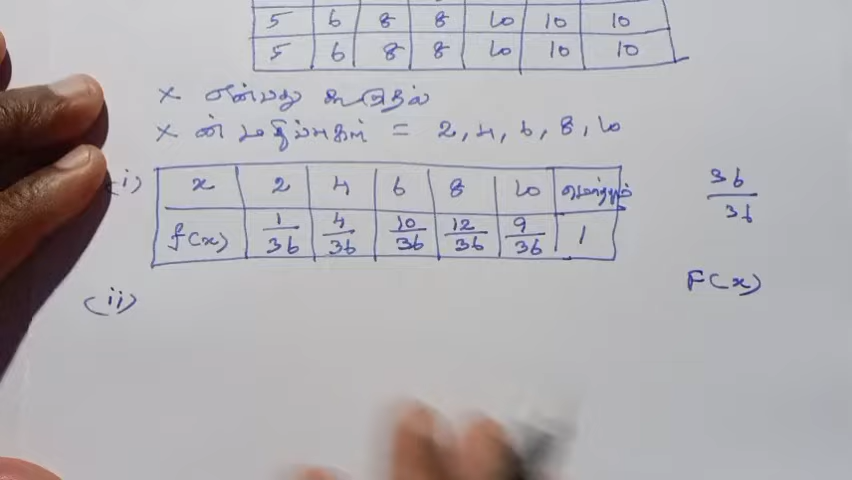 5 6 8 8 10 10 10
5 6 8 8 10 10 10
X என்பது கூடுதல்
X ன் மதிப்புகள் = 2, 4, 6, 8, 10
(i) x 2 4 6 8 10 மொத்தம்
f(x) 1/36 4/36 10/36 12/36 9/36 1
36/36
F(x)
(ii)